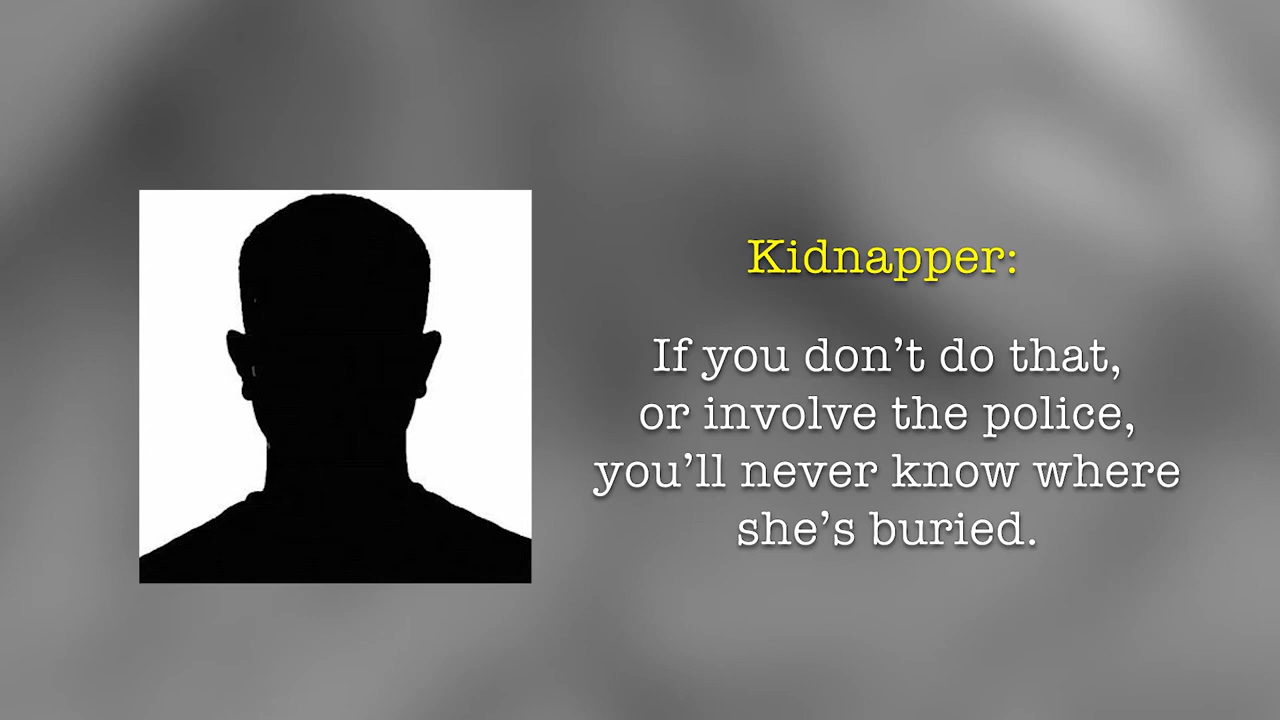 Kidnapper:
If you don’t do that,
or involve the police,
you’ll never know where
she’s buried.